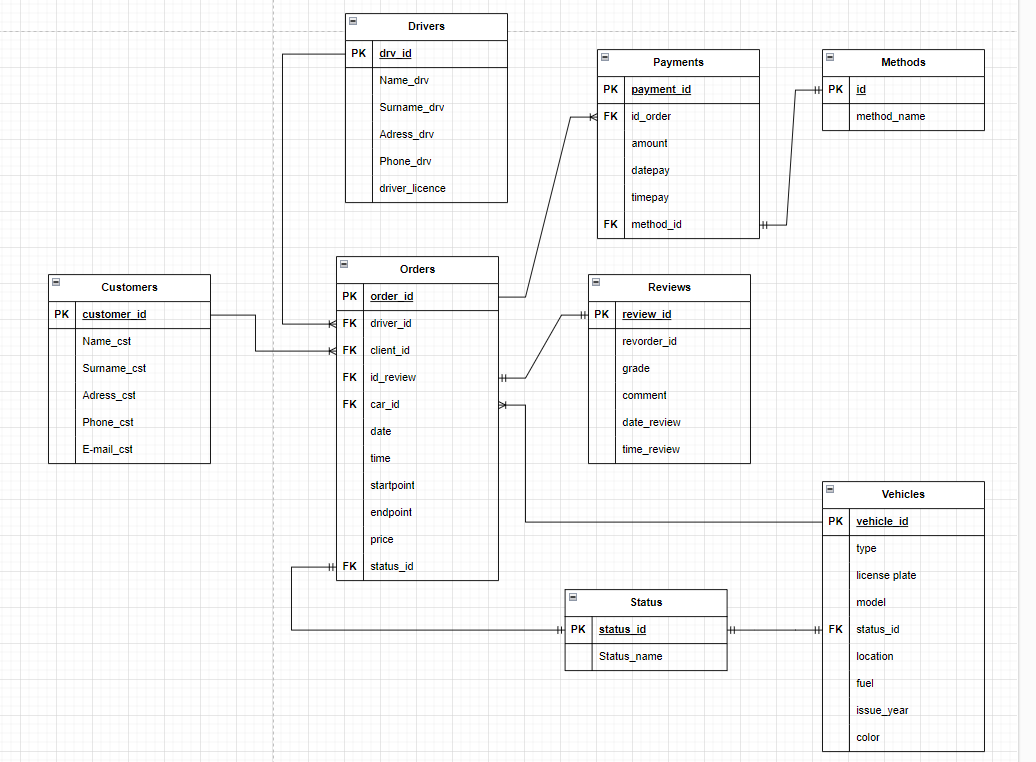 Drivers
PK drv_id
Name_drv
Surname_drv
Adress_drv
Phone_drv
driver_licence
Payments
PK payment_id
FK id_order
amount
datepay
timepay
FK method_id
Methods
PK id
method_name
Customers
PK customer_id
Name_cst
Surname_cst
Adress_cst
Phone_cst
E-mail_cst
Orders
PK order_id
FK driver_id
FK client_id
FK id_review
FK car_id
date
time
startpoint
endpoint
price
FK status_id
Reviews
PK review_id
revorder_id
grade
comment
date_review
time_review
Status
PK status_id
Status_name
Vehicles
PK vehicle_id
type
license plate
model
FK status_id
location
fuel
issue_year
color